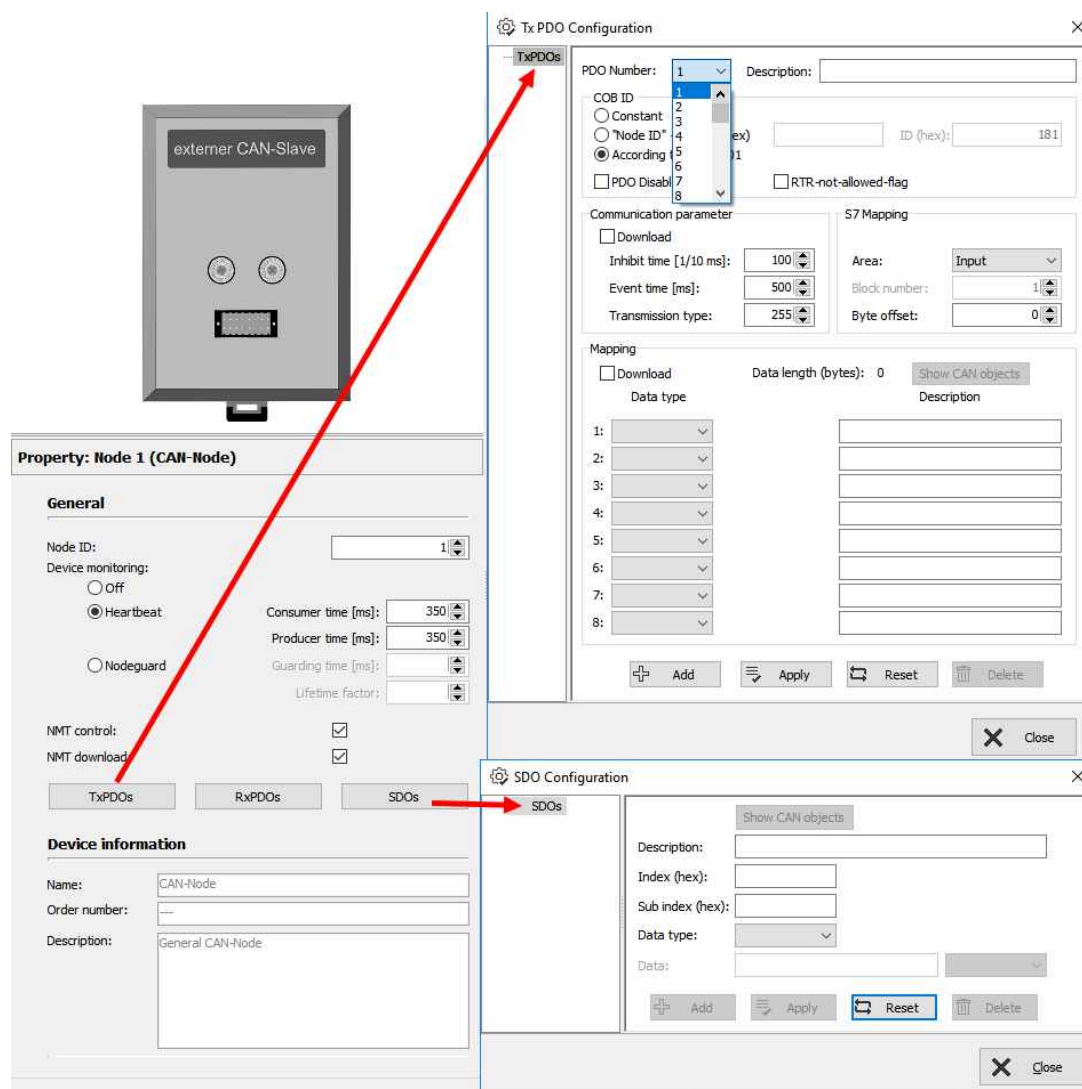 Tx PDO Configuration
TxPDOs
PDO Number: 1 Description:
1
2
3
4
5
6
7
8
COB ID
Constant
"Node ID" ex) ID (hex): 181
According 1
PDO Disabl RTR-not-allowed-flag
Communication parameter
Download
Inhibit time [1/10 ms]: 100
Event time [ms]: 500
Transmission type: 255
S7 Mapping
Area: Input
Block number: 1
Byte offset: 0
Mapping
Download Data length (bytes): 0 Show CAN objects
Data type Description
1:
2:
3:
4:
5:
6:
7:
8:
Add Apply Reset Delete
Close
externer CAN-Slave
Property: Node 1 (CAN-Node)
General
Node ID: 1
Device monitoring:
Off
Heartbeat Consumer time [ms]: 350
Producer time [ms]: 350
Nodeguard Guarding time [ms]:
Lifetime factor:
NMT control:
NMT download:
TxPDOs RxPDOs SDOs
Device information
Name: CAN-Node
Order number: ---
Description: General CAN-Node
SDO Configuration
SDOs
Show CAN objects
Description:
Index (hex):
Sub index (hex):
Data type:
Data:
Add Apply Reset Delete
Close